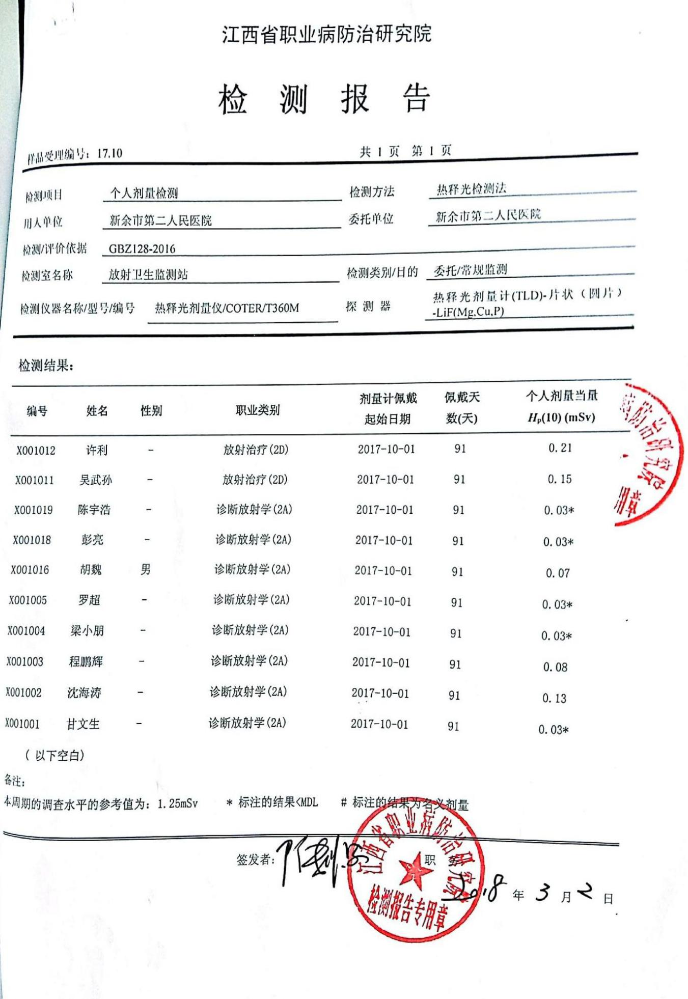 江西省职业病防治研究院
检测报告
样品受理编号：17.10 共 1 页 第 1 页
检测项目 个人剂量检测 检测方法 热释光检测法
用人单位 新余市第二人民医院 委托单位 新余市第二人民医院
检测/评价依据 GBZ128-2016
检测室名称 放射卫生监测站 检测类别/目的 委托/常规监测
检测仪器名称/型号/编号 热释光剂量仪/COTER/T360M 探测器 热释光剂量计(TLD)-片状（圆片）
-LiF(Mg,Cu,P)
检测结果：
编号 姓名 性别 职业类别 剂量计佩戴起始日期 佩戴天数(天) 个人剂量当量 Hp(10) (mSv)
X001012 许利 - 放射治疗(2D) 2017-10-01 91 0.21
X001011 吴武孙 - 放射治疗(2D) 2017-10-01 91 0.15
X001019 陈宇浩 - 诊断放射学(2A) 2017-10-01 91 0.03*
X001018 彭亮 - 诊断放射学(2A) 2017-10-01 91 0.03*
X001016 胡魏 男 诊断放射学(2A) 2017-10-01 91 0.07
X001005 罗超 - 诊断放射学(2A) 2017-10-01 91 0.03*
X001004 梁小朋 - 诊断放射学(2A) 2017-10-01 91 0.03*
X001003 程鹏辉 - 诊断放射学(2A) 2017-10-01 91 0.08
X001002 沈海涛 - 诊断放射学(2A) 2017-10-01 91 0.13
X001001 甘文生 - 诊断放射学(2A) 2017-10-01 91 0.03*
（以下空白）
备注：
本周期的调查水平的参考值为：1.25mSv * 标注的结果<MDL # 标注的结果为名义剂量
签发者： 职务
2018 年 3 月 2 日
江西省职业病防治研究院
检测报告专用章
病防治研究院
用章